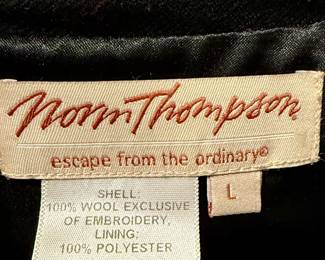 Norm Thompson
escape from the ordinary®
L
SHELL:
100% WOOL EXCLUSIVE
OF EMBROIDERY,
LINING:
100% POLYESTER